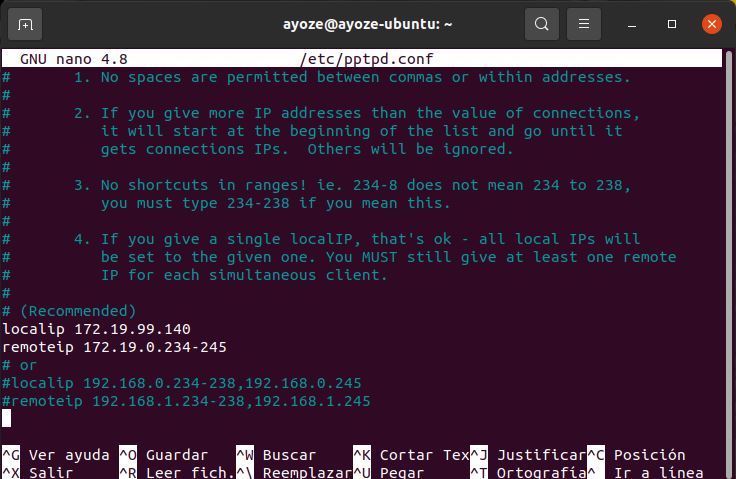 ayoze@ayoze-ubuntu: ~
GNU nano 4.8 /etc/pptpd.conf
# 1. No spaces are permitted between commas or within addresses.
#
# 2. If you give more IP addresses than the value of connections,
# it will start at the beginning of the list and go until it
# gets connections IPs. Others will be ignored.
#
# 3. No shortcuts in ranges! ie. 234-8 does not mean 234 to 238,
# you must type 234-238 if you mean this.
#
# 4. If you give a single localIP, that's ok - all local IPs will
# be set to the given one. You MUST still give at least one remote
# IP for each simultaneous client.
#
# (Recommended)
localip 172.19.99.140
remoteip 172.19.0.234-245
# or
#localip 192.168.0.234-238,192.168.0.245
#remoteip 192.168.1.234-238,192.168.1.245
^G Ver ayuda ^O Guardar ^W Buscar ^K Cortar Tex^J Justificar^C Posición
^X Salir ^R Leer fich.^\ Reemplazar^U Pegar ^T Ortografía^_ Ir a línea